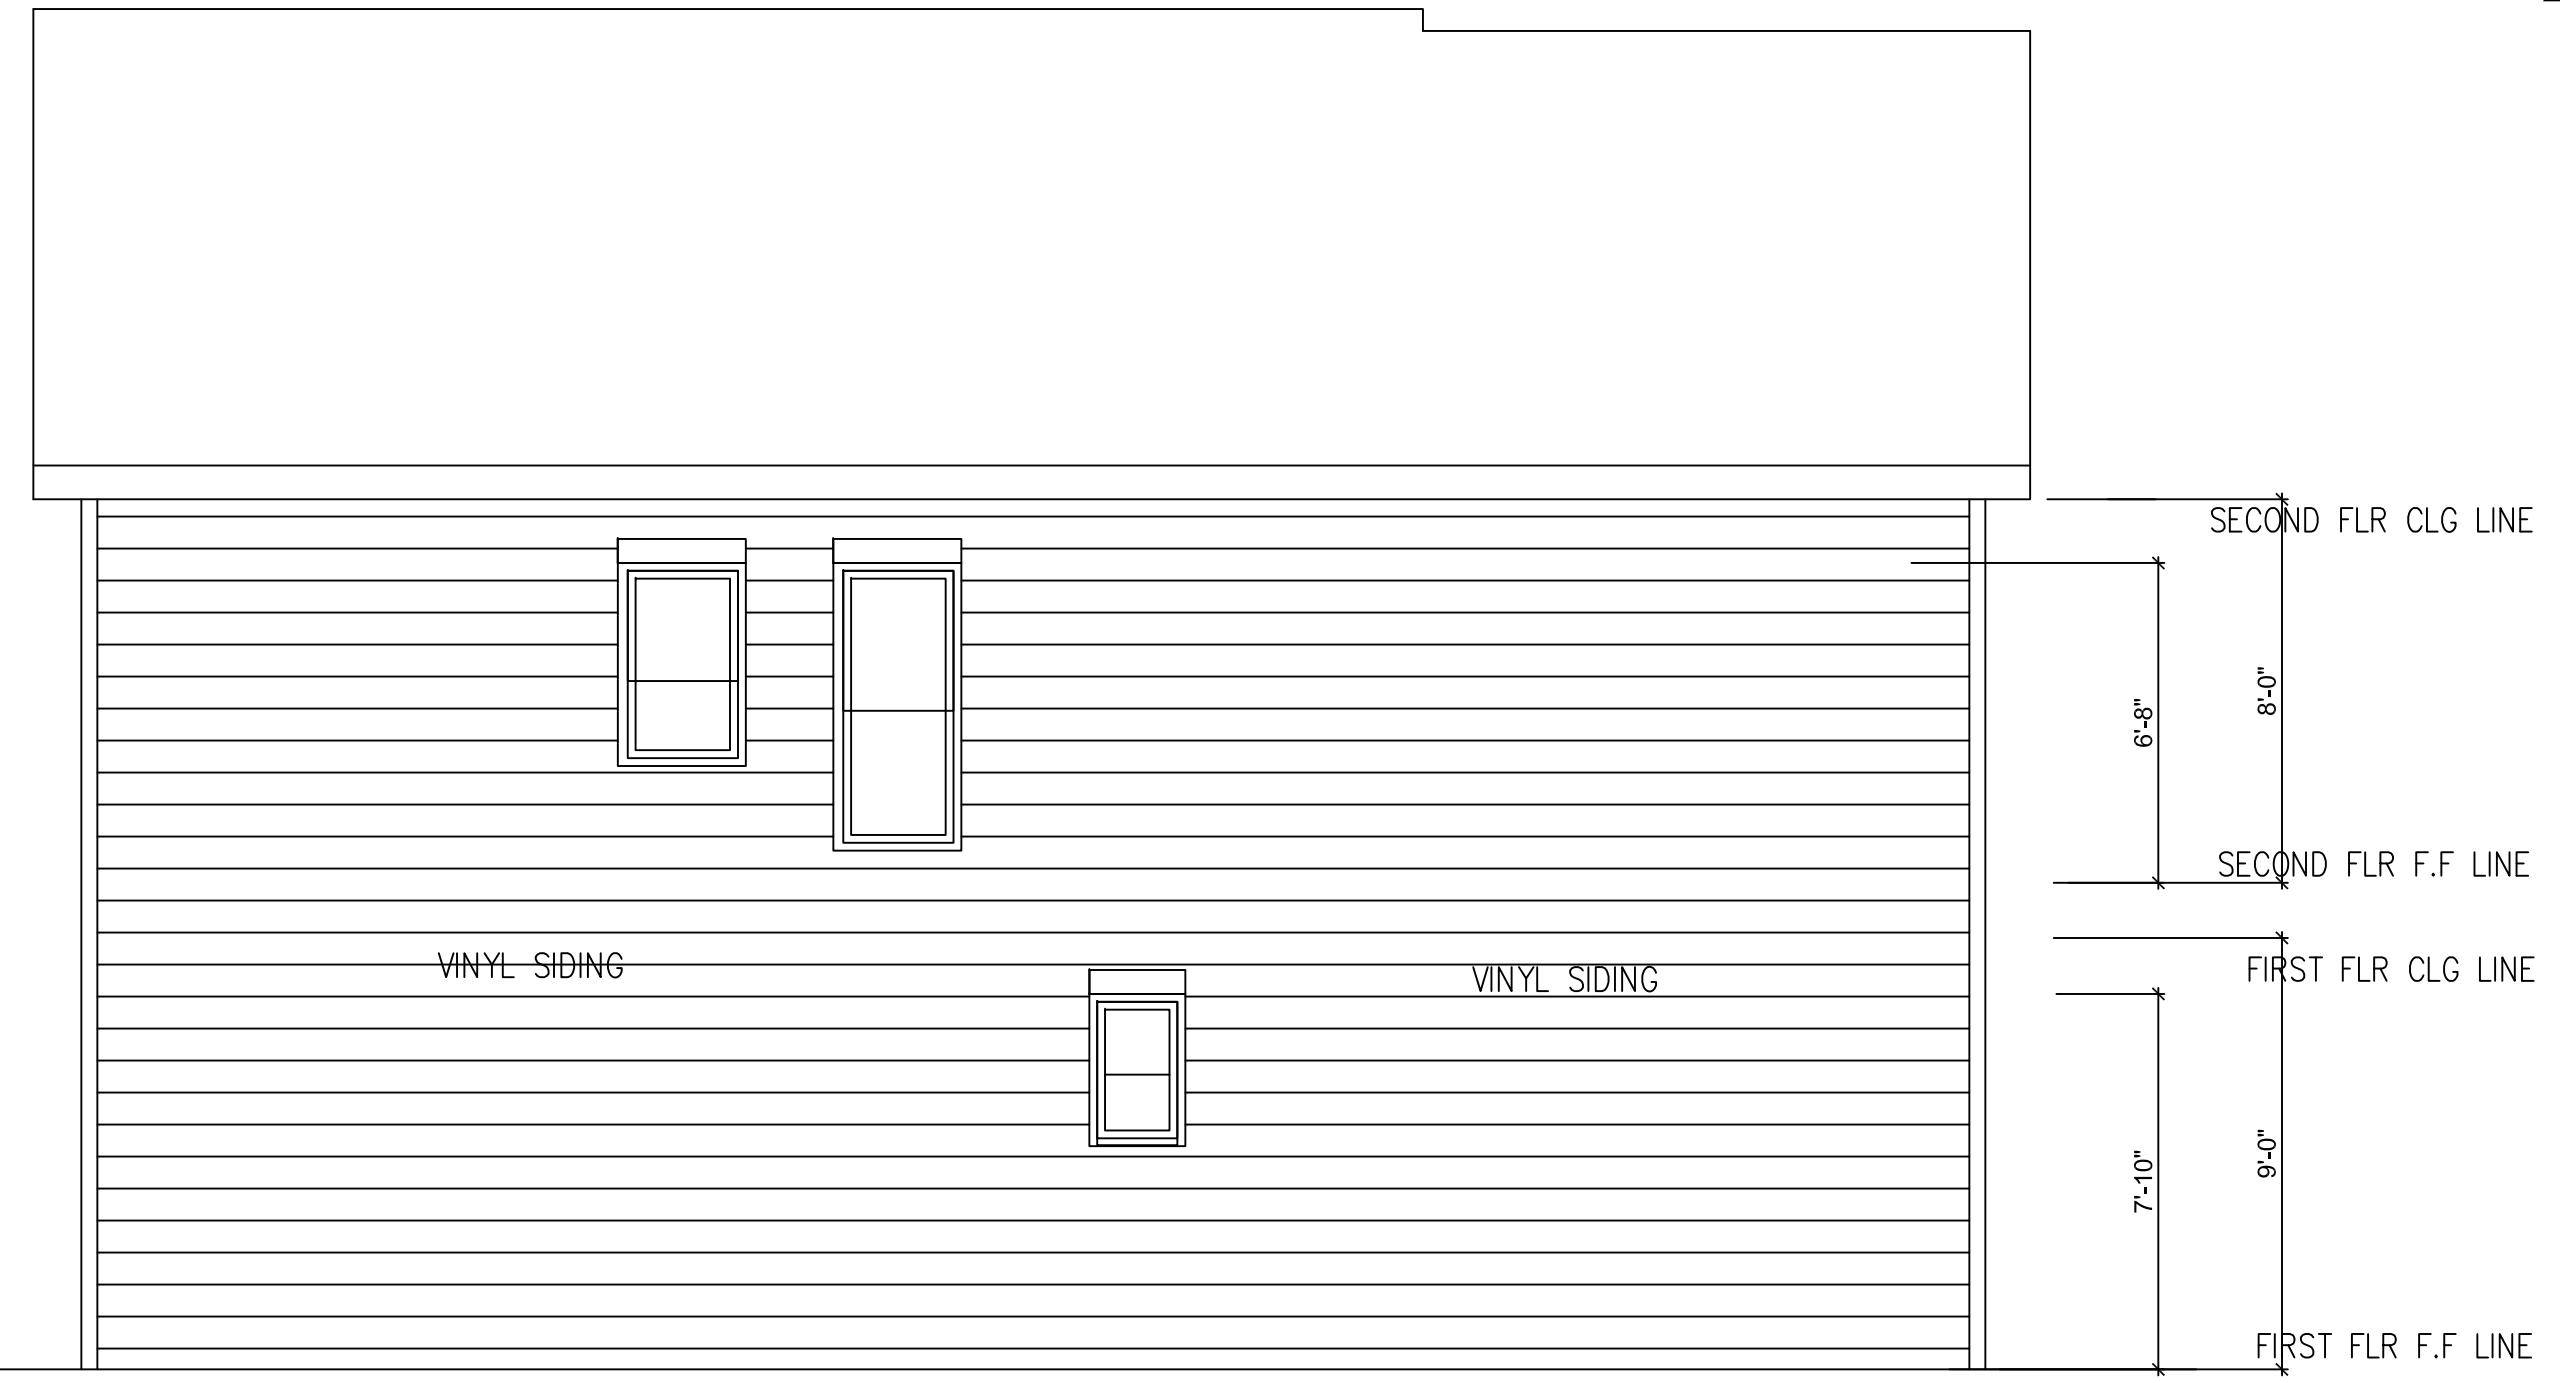 SECOND FLR CLG LINE
6'-8"
8'-0"
SECOND FLR F.F LINE
VINYL SIDING
VINYL SIDING
FIRST FLR CLG LINE
7'-10"
9'-0"
FIRST FLR F.F LINE